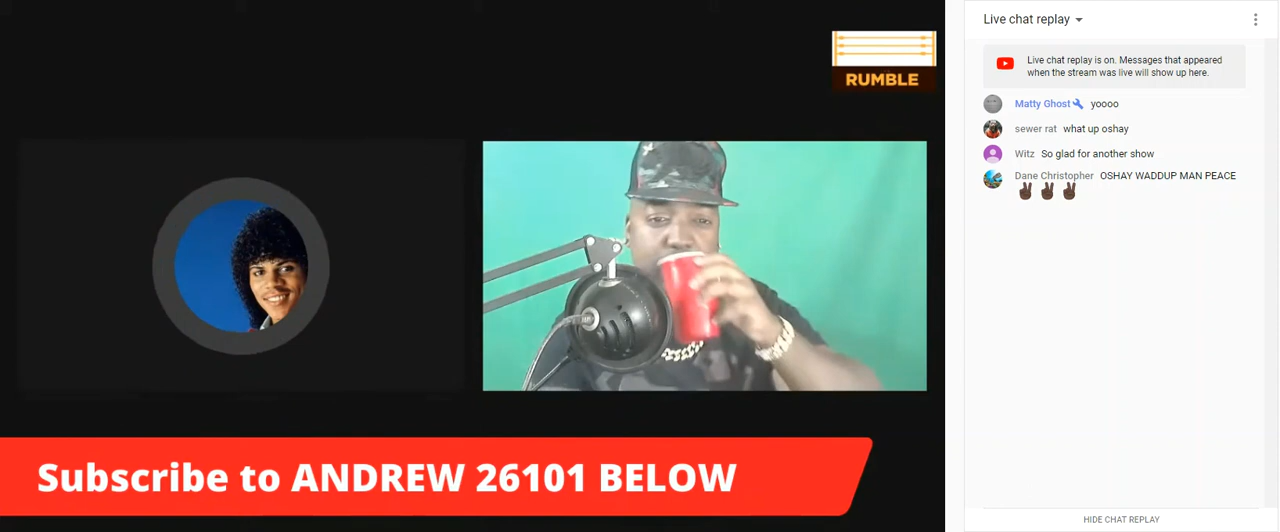 RUMBLE
Subscribe to ANDREW 26101 BELOW
Live chat replay
Live chat replay is on. Messages that appeared
when the stream was live will show up here.
Matty Ghost yoooo
sewer rat what up oshay
Witz So glad for another show
Dane Christopher OSHAY WADDUP MAN PEACE
✌🏿 ✌🏿 ✌🏿
HIDE CHAT REPLAY